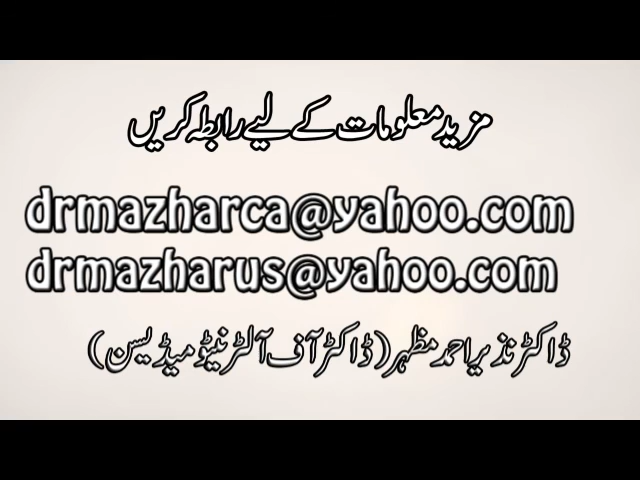 مزید معلومات کے لیے رابطہ کریں
drmazharca@yahoo.com
drmazharus@yahoo.com
ڈاکٹر نذیر احمد مظہر (ڈاکٹر آف آلٹرنیٹو میڈیسن)